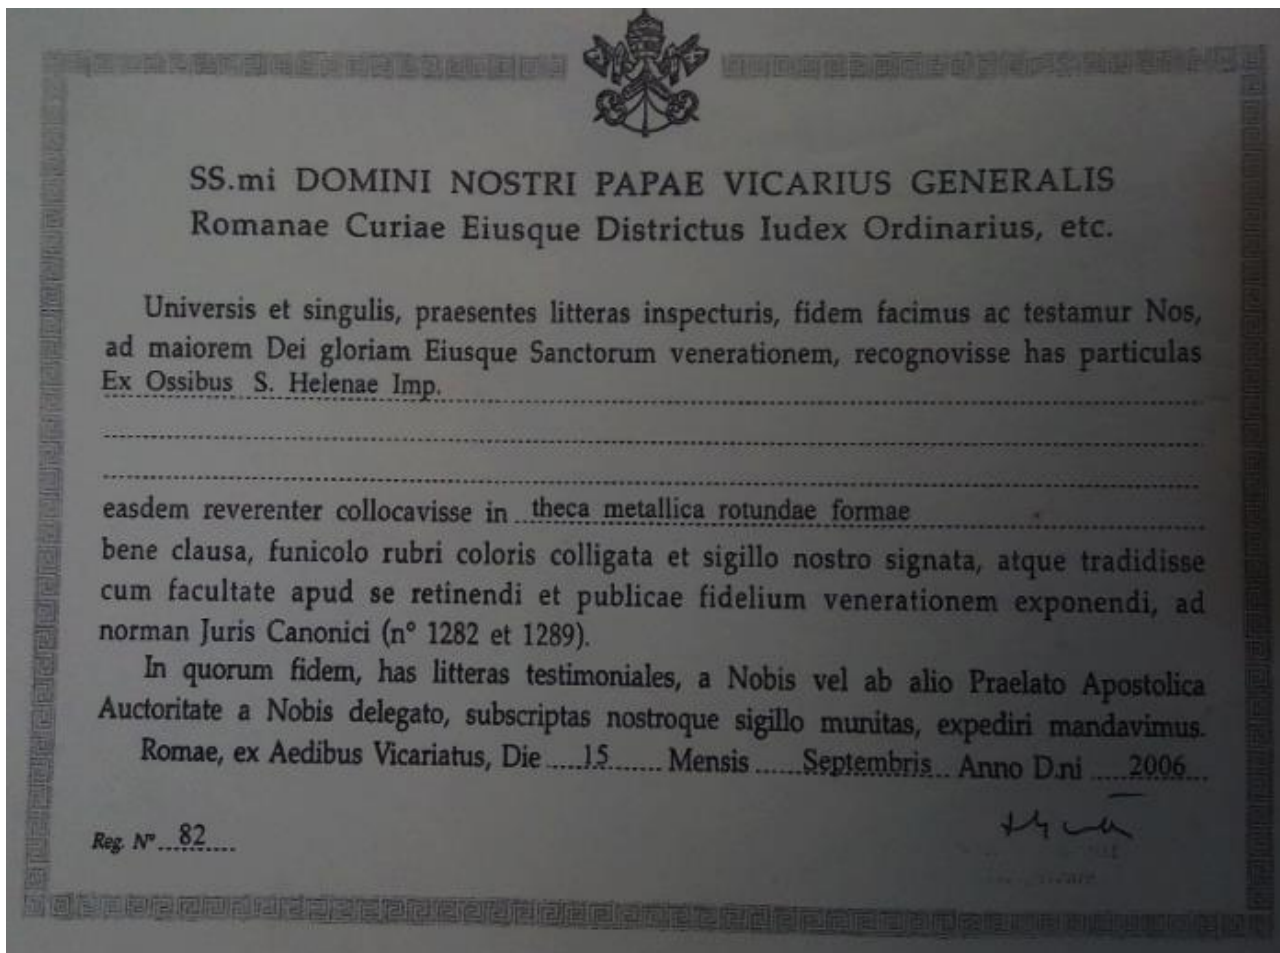 SS.mi DOMINI NOSTRI PAPAE VICARIUS GENERALIS
Romanae Curiae Eiusque Districtus Iudex Ordinarius, etc.
Universis et singulis, praesentes litteras inspecturis, fidem facimus ac testamur Nos,
ad maiorem Dei gloriam Eiusque Sanctorum venerationem, recognovisse has particulas
Ex Ossibus S. Helenae Imp.
easdem reverenter collocavisse in theca metallica rotundae formae
bene clausa, funicolo rubri coloris colligata et sigillo nostro signata, atque tradidisse
cum facultate apud se retinendi et publicae fidelium venerationem exponendi, ad
norman Juris Canonici (n° 1282 et 1289).
In quorum fidem, has litteras testimoniales, a Nobis vel ab alio Praelato Apostolica
Auctoritate a Nobis delegato, subscriptas nostroque sigillo munitas, expediri mandavimus.
Romae, ex Aedibus Vicariatus, Die 15 Mensis Septembris Anno D.ni 2006
Reg. N° 82